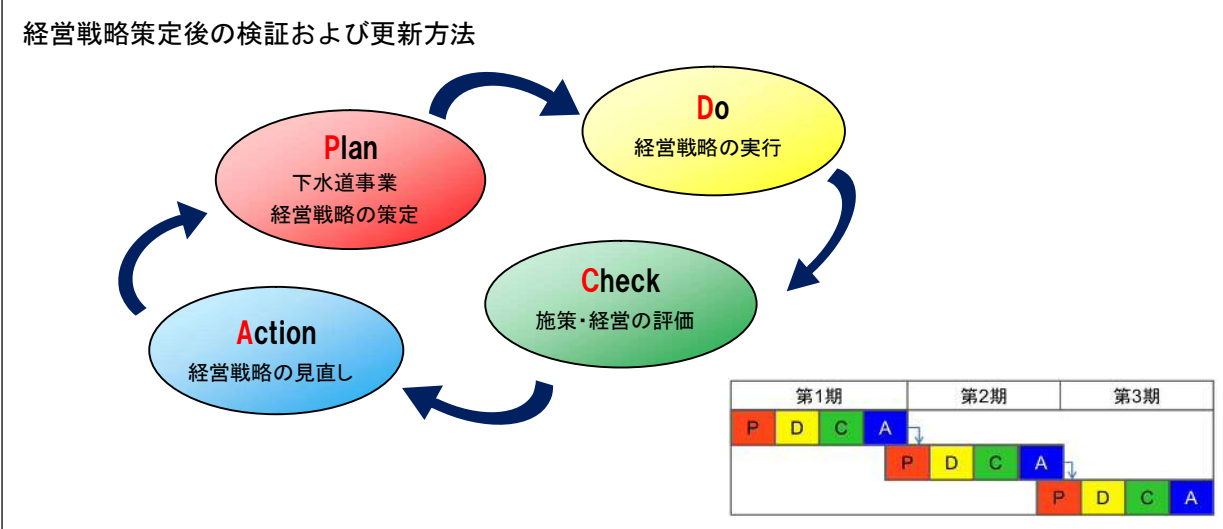 経営戦略策定後の検証および更新方法
Plan
下水道事業
経営戦略の策定
Do
経営戦略の実行
Check
施策・経営の評価
Action
経営戦略の見直し
第1期 第2期 第3期
P D C A
P D C A
P D C A